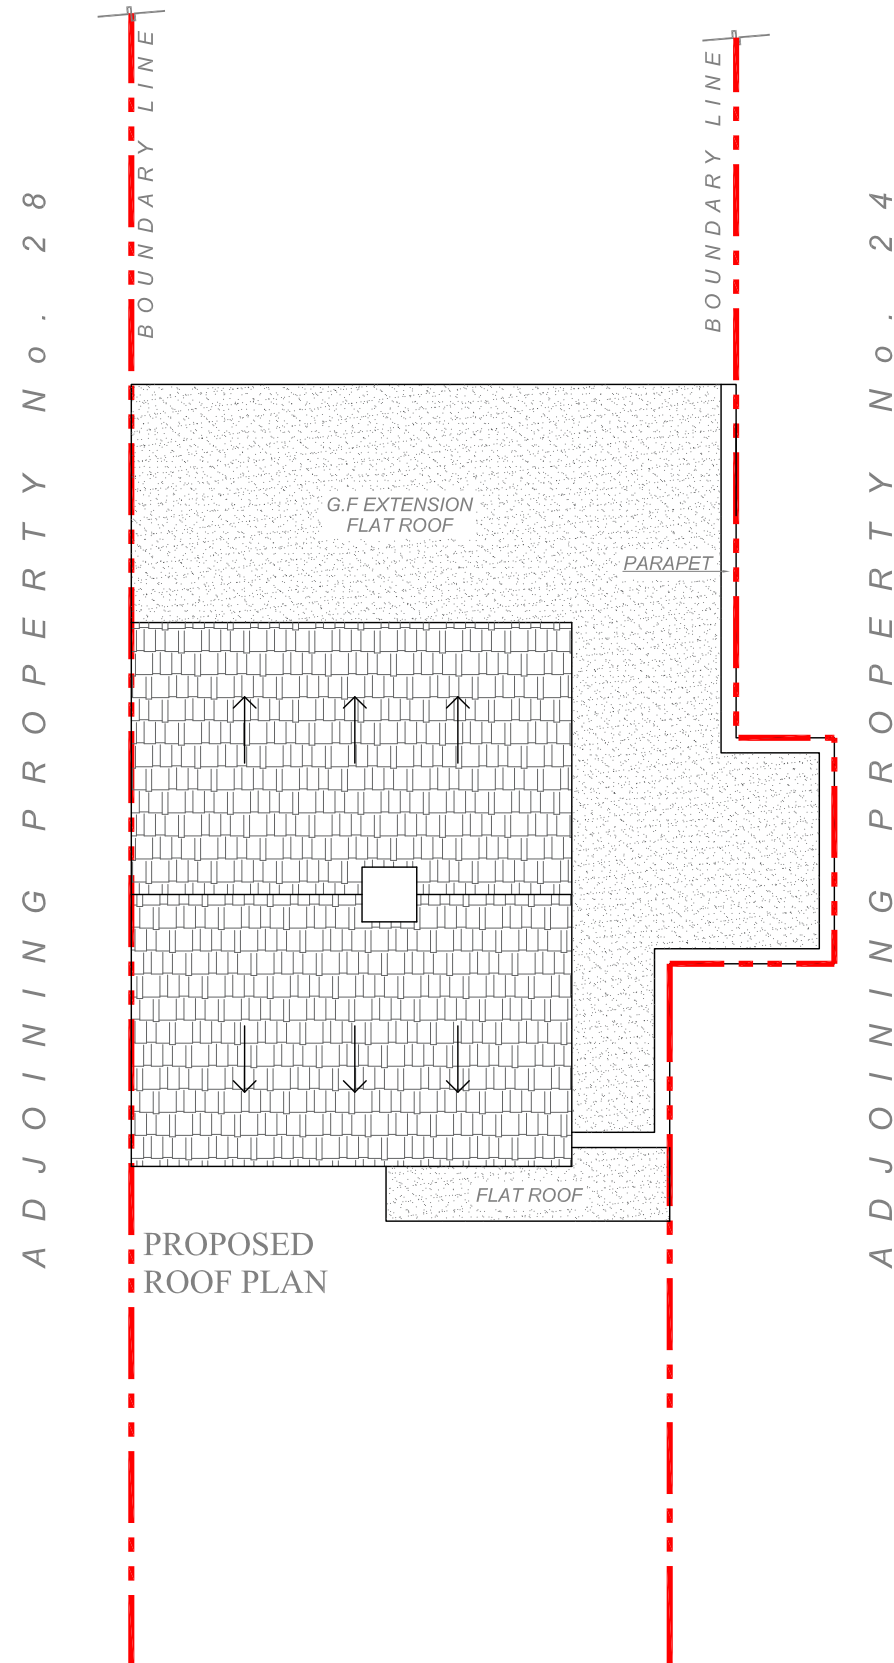 BOUNDARY LINE
BOUNDARY LINE
ADJOINING PROPERTY No. 28
ADJOINING PROPERTY No. 24
G.F EXTENSION
FLAT ROOF
PARAPET
FLAT ROOF
PROPOSED
ROOF PLAN